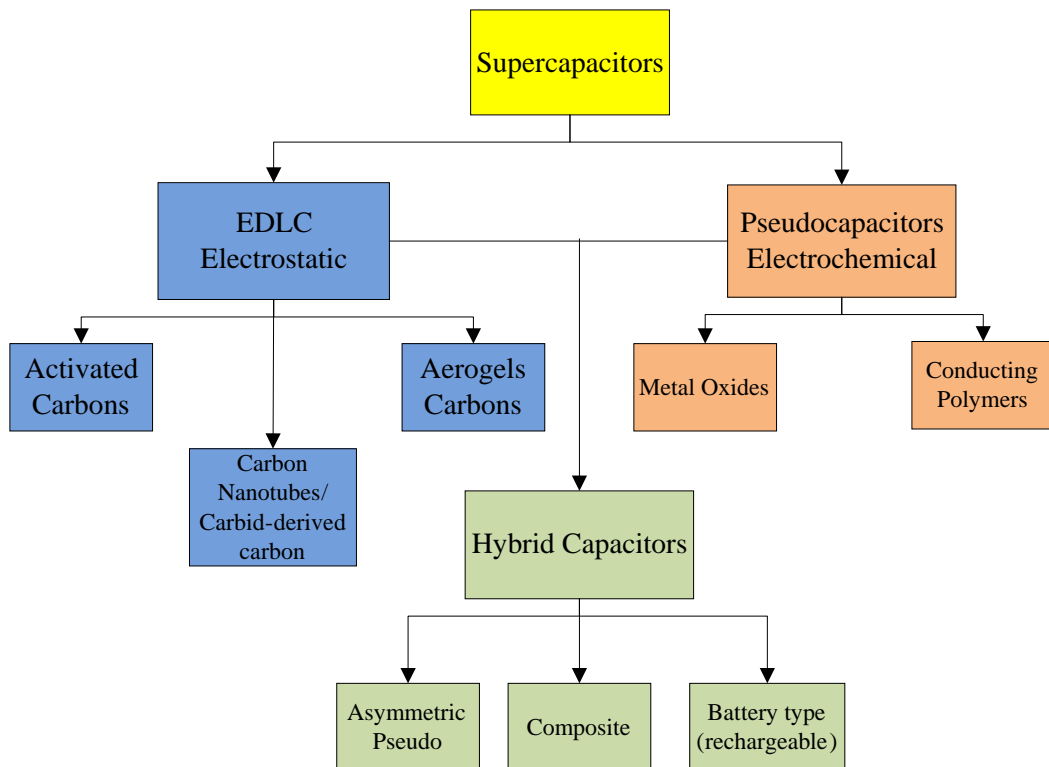 Supercapacitors
EDLC
Electrostatic
Pseudocapacitors
Electrochemical
Activated
Carbons
Aerogels
Carbons
Metal Oxides
Conducting
Polymers
Carbon
Nanotubes/
Carbid-derived
carbon
Hybrid Capacitors
Asymmetric
Pseudo
Composite
Battery type
(rechargeable)